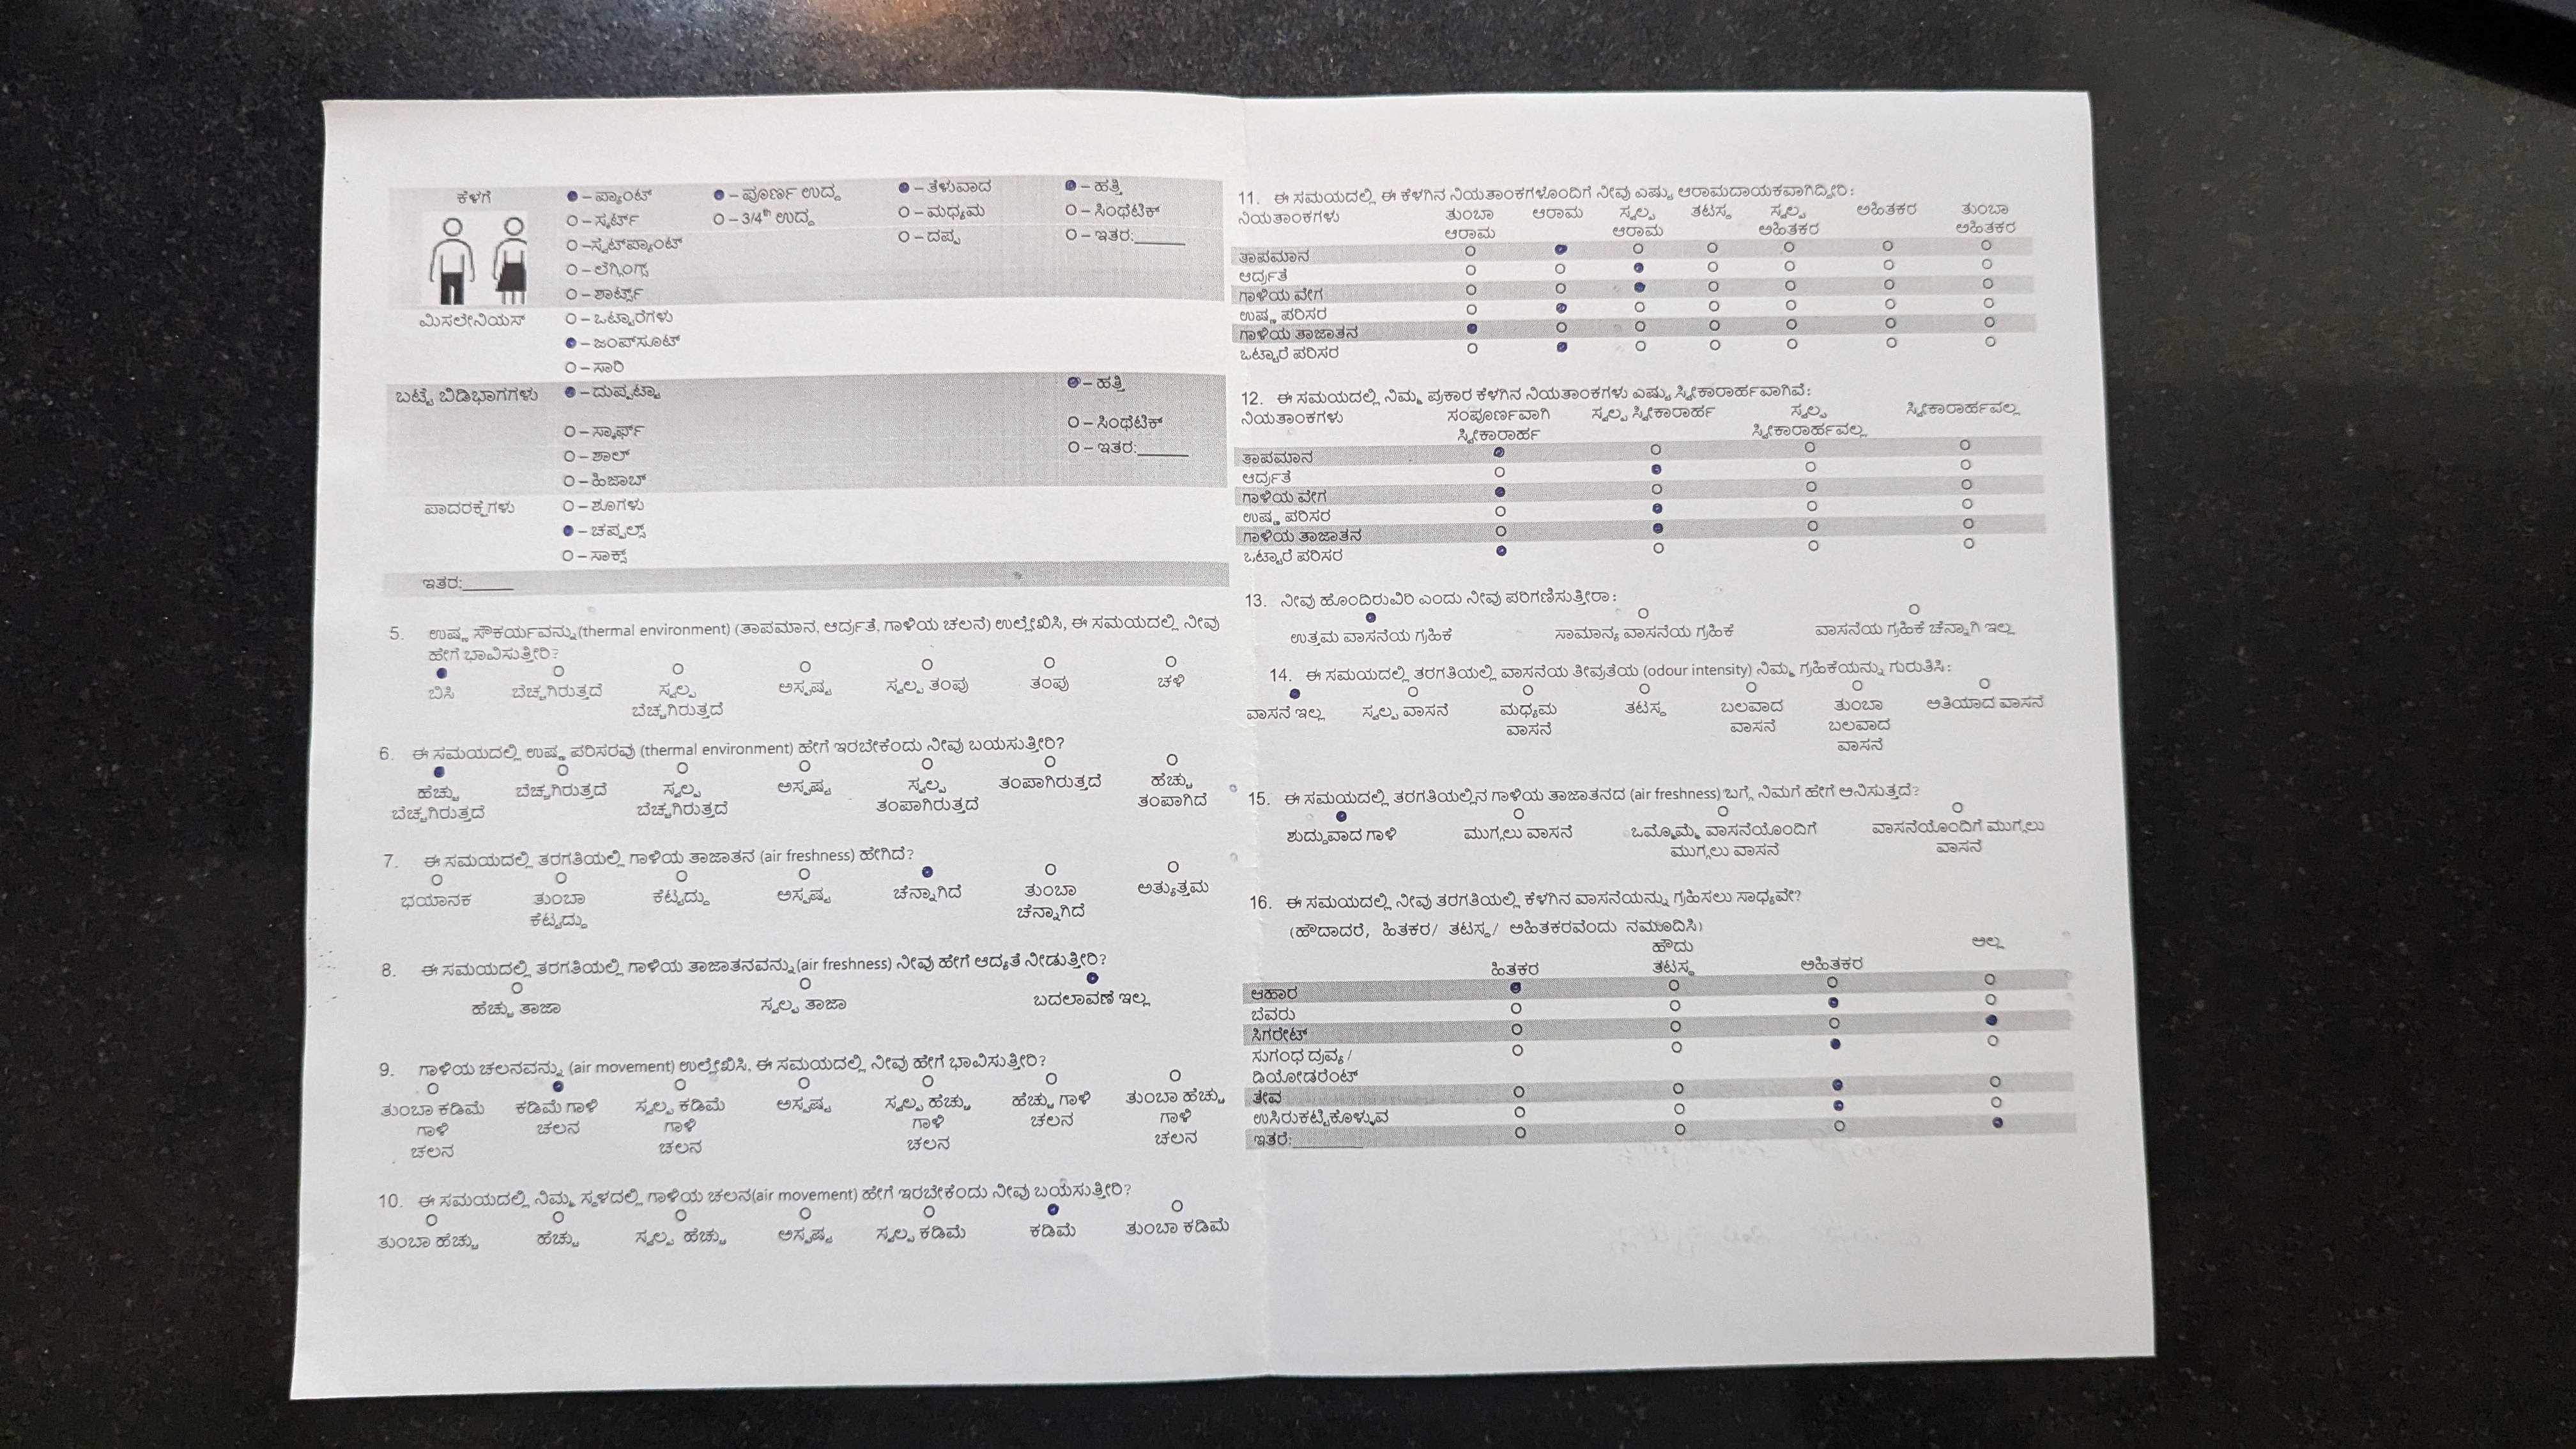 ಕೆಳಗೆ ● – ಪ್ಯಾಂಟ್ ● – ಪೂರ್ಣ ಉದ್ದ ● – ತೆಳುವಾದ ● – ಹತ್ತಿ
O – ಸ್ಕರ್ಟ್ O – 3/4th ಉದ್ದ O – ಮಧ್ಯಮ O – ಸಿಂಥೆಟಿಕ್
O –ಸ್ವೆಟ್‌ಪ್ಯಾಂಟ್ O – ದಪ್ಪ O – ಇತರ:______
O – ಲೆಗ್ಗಿಂಗ್ಸ್
O – ಶಾರ್ಟ್ಸ್
ಮಿಸಲೇನಿಯಸ್ O – ಒಟ್ಟಾರೆಗಳು
● – ಜಂಪ್‌ಸೂಟ್
O – ಸಾರಿ
ಬಟ್ಟೆ ಬಿಡಿಭಾಗಗಳು ● – ದುಪ್ಪಟ್ಟಾ ● – ಹತ್ತಿ
O – ಸ್ಕಾರ್ಫ್ O – ಸಿಂಥೆಟಿಕ್
O – ಶಾಲ್ O – ಇತರ:______
O – ಹಿಜಾಬ್
ಪಾದರಕ್ಷೆಗಳು O – ಶೂಗಳು
● – ಚಪ್ಪಲ್ಸ್
O – ಸಾಕ್ಸ್
ಇತರ:______
5. ಉಷ್ಣ ಸೌಕರ್ಯವನ್ನು (thermal environment) (ತಾಪಮಾನ, ಆರ್ದ್ರತೆ, ಗಾಳಿಯ ಚಲನೆ) ಉಲ್ಲೇಖಿಸಿ, ಈ ಸಮಯದಲ್ಲಿ ನೀವು
ಹೇಗೆ ಭಾವಿಸುತ್ತೀರಿ?
ಬಿಸಿ ಬೆಚ್ಚಗಿರುತ್ತದೆ ಸ್ವಲ್ಪ ಅಸ್ಪಷ್ಟ ಸ್ವಲ್ಪ ತಂಪು ತಂಪು ಚಳಿ
ಬೆಚ್ಚಗಿರುತ್ತದೆ
6. ಈ ಸಮಯದಲ್ಲಿ ಉಷ್ಣ ಪರಿಸರವು (thermal environment) ಹೇಗೆ ಇರಬೇಕೆಂದು ನೀವು ಬಯಸುತ್ತೀರಿ?
ಹೆಚ್ಚು ಬೆಚ್ಚಗಿರುತ್ತದೆ ಸ್ವಲ್ಪ ಅಸ್ಪಷ್ಟ ಸ್ವಲ್ಪ ತಂಪಾಗಿರುತ್ತದೆ ಹೆಚ್ಚು
ಬೆಚ್ಚಗಿರುತ್ತದೆ ಬೆಚ್ಚಗಿರುತ್ತದೆ ತಂಪಾಗಿರುತ್ತದೆ ತಂಪಾಗಿದೆ
7. ಈ ಸಮಯದಲ್ಲಿ ತರಗತಿಯಲ್ಲಿ ಗಾಳಿಯ ತಾಜಾತನ (air freshness) ಹೇಗಿದೆ?
ಭಯಾನಕ ತುಂಬಾ ಕೆಟ್ಟದ್ದು ಅಸ್ಪಷ್ಟ ಚೆನ್ನಾಗಿದೆ ತುಂಬಾ ಅತ್ಯುತ್ತಮ
ಕೆಟ್ಟದ್ದು ಚೆನ್ನಾಗಿದೆ
8. ಈ ಸಮಯದಲ್ಲಿ ತರಗತಿಯಲ್ಲಿ ಗಾಳಿಯ ತಾಜಾತನವನ್ನು (air freshness) ನೀವು ಹೇಗೆ ಆದ್ಯತೆ ನೀಡುತ್ತೀರಿ?
ಹೆಚ್ಚು ತಾಜಾ ಸ್ವಲ್ಪ ತಾಜಾ ಬದಲಾವಣೆ ಇಲ್ಲ
9. ಗಾಳಿಯ ಚಲನವನ್ನು (air movement) ಉಲ್ಲೇಖಿಸಿ, ಈ ಸಮಯದಲ್ಲಿ ನೀವು ಹೇಗೆ ಭಾವಿಸುತ್ತೀರಿ?
ತುಂಬಾ ಕಡಿಮೆ ಕಡಿಮೆ ಗಾಳಿ ಸ್ವಲ್ಪ ಕಡಿಮೆ ಅಸ್ಪಷ್ಟ ಸ್ವಲ್ಪ ಹೆಚ್ಚು ಹೆಚ್ಚು ಗಾಳಿ ತುಂಬಾ ಹೆಚ್ಚು
ಗಾಳಿ ಚಲನ ಗಾಳಿ ಗಾಳಿ ಚಲನ ಗಾಳಿ
ಚಲನ ಚಲನ ಚಲನ ಚಲನ
10. ಈ ಸಮಯದಲ್ಲಿ ನಿಮ್ಮ ಸ್ಥಳದಲ್ಲಿ ಗಾಳಿಯ ಚಲನ(air movement) ಹೇಗೆ ಇರಬೇಕೆಂದು ನೀವು ಬಯಸುತ್ತೀರಿ?
ತುಂಬಾ ಹೆಚ್ಚು ಹೆಚ್ಚು ಸ್ವಲ್ಪ ಹೆಚ್ಚು ಅಸ್ಪಷ್ಟ ಸ್ವಲ್ಪ ಕಡಿಮೆ ಕಡಿಮೆ ತುಂಬಾ ಕಡಿಮೆ
11. ಈ ಸಮಯದಲ್ಲಿ ಈ ಕೆಳಗಿನ ನಿಯತಾಂಕಗಳೊಂದಿಗೆ ನೀವು ಎಷ್ಟು ಆರಾಮದಾಯಕವಾಗಿದ್ದೀರಿ:
ನಿಯತಾಂಕಗಳು ತುಂಬಾ ಆರಾಮ ಸ್ವಲ್ಪ ತಟಸ್ಥ ಸ್ವಲ್ಪ ಅಹಿತಕರ ತುಂಬಾ
ಆರಾಮ ಆರಾಮ ಅಹಿತಕರ ಅಹಿತಕರ
ತಾಪಮಾನ
ಆರ್ದ್ರತೆ
ಗಾಳಿಯ ವೇಗ
ಉಷ್ಣ ಪರಿಸರ
ಗಾಳಿಯ ತಾಜಾತನ
ಒಟ್ಟಾರೆ ಪರಿಸರ
12. ಈ ಸಮಯದಲ್ಲಿ ನಿಮ್ಮ ಪ್ರಕಾರ ಕೆಳಗಿನ ನಿಯತಾಂಕಗಳು ಎಷ್ಟು ಸ್ವೀಕಾರಾರ್ಹವಾಗಿವೆ:
ನಿಯತಾಂಕಗಳು ಸಂಪೂರ್ಣವಾಗಿ ಸ್ವಲ್ಪ ಸ್ವೀಕಾರಾರ್ಹ ಸ್ವಲ್ಪ ಸ್ವೀಕಾರಾರ್ಹವಲ್ಲ
ಸ್ವೀಕಾರಾರ್ಹ ಸ್ವೀಕಾರಾರ್ಹವಲ್ಲ
ತಾಪಮಾನ
ಆರ್ದ್ರತೆ
ಗಾಳಿಯ ವೇಗ
ಉಷ್ಣ ಪರಿಸರ
ಗಾಳಿಯ ತಾಜಾತನ
ಒಟ್ಟಾರೆ ಪರಿಸರ
13. ನೀವು ಹೊಂದಿರುವಿರಿ ಎಂದು ನೀವು ಪರಿಗಣಿಸುತ್ತೀರಾ:
ಉತ್ತಮ ವಾಸನೆಯ ಗ್ರಹಿಕೆ ಸಾಮಾನ್ಯ ವಾಸನೆಯ ಗ್ರಹಿಕೆ ವಾಸನೆಯ ಗ್ರಹಿಕೆ ಚೆನ್ನಾಗಿ ಇಲ್ಲ
14. ಈ ಸಮಯದಲ್ಲಿ ತರಗತಿಯಲ್ಲಿ ವಾಸನೆಯ ತೀವ್ರತೆಯ (odour intensity) ನಿಮ್ಮ ಗ್ರಹಿಕೆಯನ್ನು ಗುರುತಿಸಿ:
ವಾಸನೆ ಇಲ್ಲ ಸ್ವಲ್ಪ ವಾಸನೆ ಮಧ್ಯಮ ತಟಸ್ಥ ಬಲವಾದ ತುಂಬಾ ಅತಿಯಾದ ವಾಸನೆ
ವಾಸನೆ ವಾಸನೆ ಬಲವಾದ
ವಾಸನೆ
15. ಈ ಸಮಯದಲ್ಲಿ ತರಗತಿಯಲ್ಲಿನ ಗಾಳಿಯ ತಾಜಾತನದ (air freshness) ಬಗ್ಗೆ ನಿಮಗೆ ಹೇಗೆ ಅನಿಸುತ್ತದೆ?
ಶುದ್ಧವಾದ ಗಾಳಿ ಮುಗ್ಗಲು ವಾಸನೆ ಒಮ್ಮೊಮ್ಮೆ ವಾಸನೆಯೊಂದಿಗೆ ವಾಸನೆಯೊಂದಿಗೆ ಮುಗ್ಗಲು
ಮುಗ್ಗಲು ವಾಸನೆ ವಾಸನೆ
16. ಈ ಸಮಯದಲ್ಲಿ ನೀವು ತರಗತಿಯಲ್ಲಿ ಕೆಳಗಿನ ವಾಸನೆಯನ್ನು ಗ್ರಹಿಸಲು ಸಾಧ್ಯವೇ?
(ಹೌದಾದರೆ, ಹಿತಕರ/ ತಟಸ್ಥ/ ಅಹಿತಕರವೆಂದು ನಮೂದಿಸಿ)
ಹೌದು ಅಲ್ಲ
ಹಿತಕರ ತಟಸ್ಥ ಅಹಿತಕರ
ಆಹಾರ
ಬೆವರು
ಸಿಗರೇಟ್
ಸುಗಂಧ ದ್ರವ್ಯ /
ಡಿಯೋಡರೆಂಟ್
ತೇವ
ಉಸಿರುಕಟ್ಟಿಕೊಳ್ಳುವ
ಇತರೆ:________